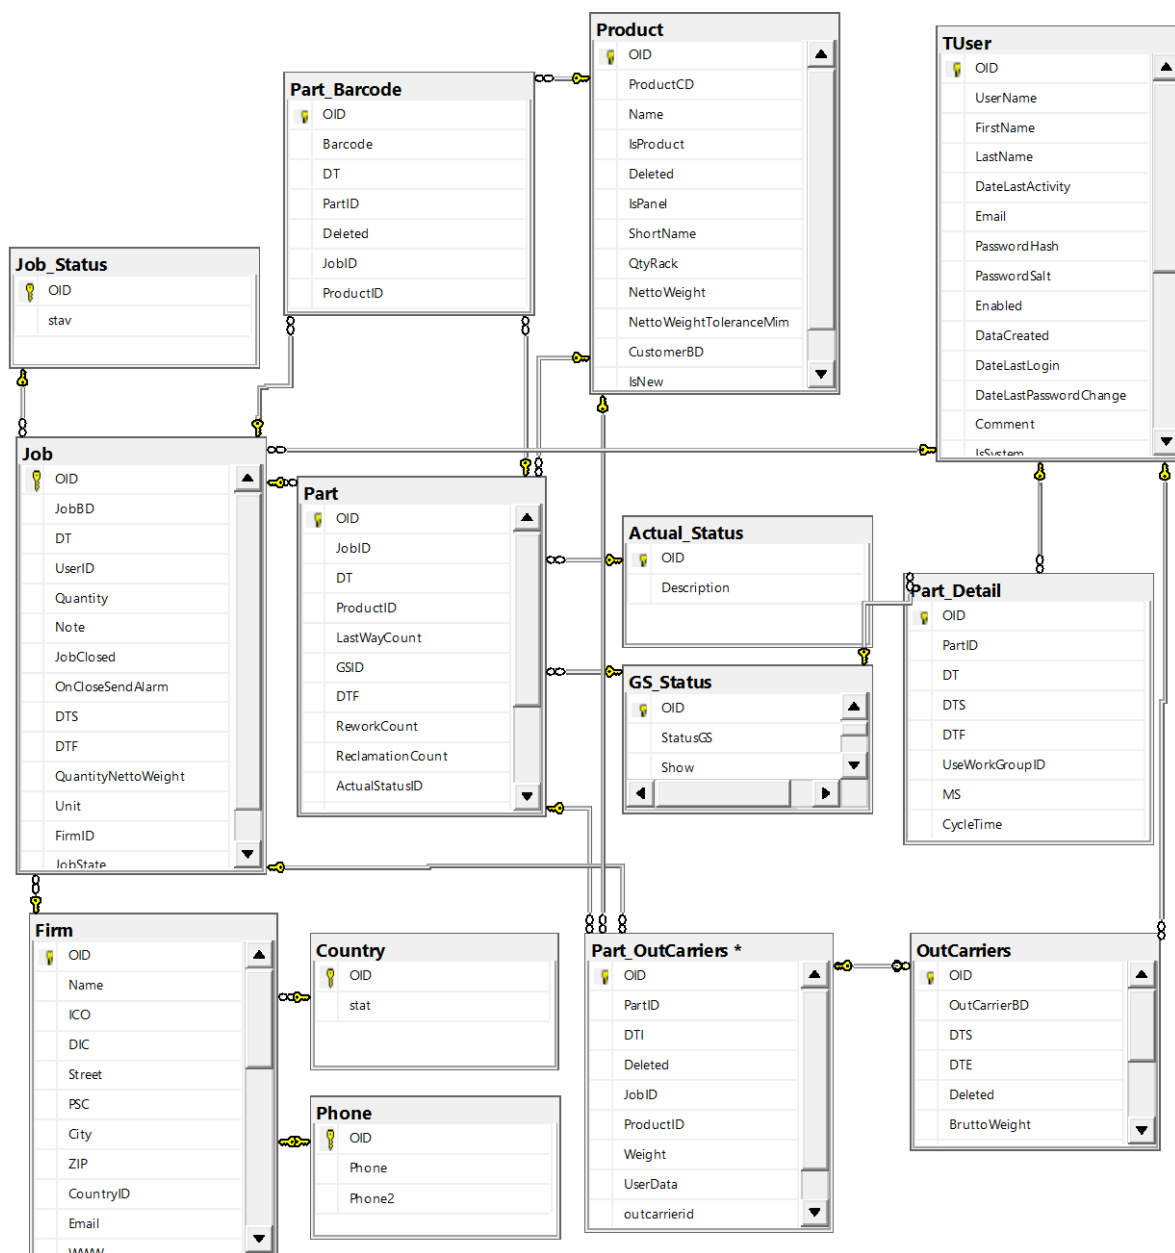 Product
OID
ProductCD
Name
IsProduct
Deleted
IsPanel
ShortName
QtyRack
NettoWeight
NettoWeightToleranceMim
CustomerBD
IsNew
TUser
OID
UserName
FirstName
LastName
DateLastActivity
Email
PasswordHash
PasswordSalt
Enabled
DataCreated
DateLastLogin
DateLastPasswordChange
Comment
IsSystem
Part_Barcode
OID
Barcode
DT
PartID
Deleted
JobID
ProductID
Job_Status
OID
stav
Job
OID
JobBD
DT
UserID
Quantity
Note
JobClosed
OnCloseSendAlarm
DTS
DTF
QuantityNettoWeight
Unit
FirmID
JobState
Part
OID
JobID
DT
ProductID
LastWayCount
GSID
DTF
ReworkCount
ReclamationCount
ActualStatusID
Actual_Status
OID
Description
GS_Status
OID
StatusGS
Show
Part_Detail
OID
PartID
DT
DTS
DTF
UseWorkGroupID
MS
CycleTime
Firm
OID
Name
ICO
DIC
Street
PSC
City
ZIP
CountryID
Email
WWW
Country
OID
stat
Phone
OID
Phone
Phone2
Part_OutCarriers *
OID
PartID
DTI
Deleted
JobID
ProductID
Weight
UserData
outcarrierid
OutCarriers
OID
OutCarrierBD
DTS
DTE
Deleted
BruttoWeight